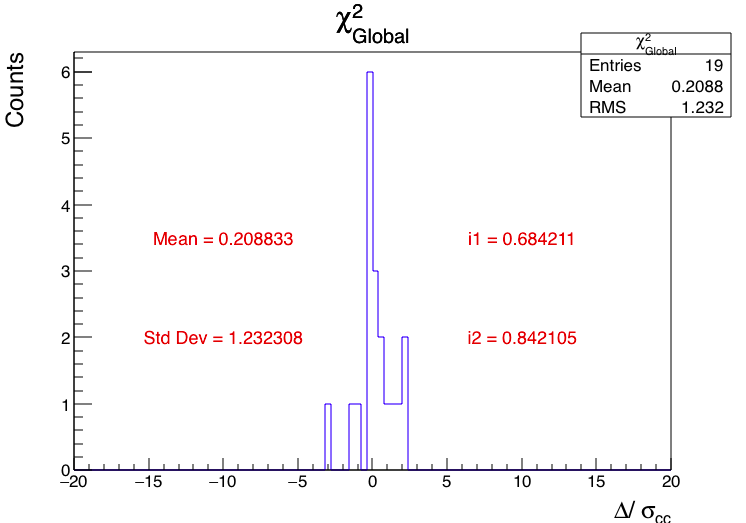 χ²Global
χ²Global
Entries 19
Mean 0.2088
RMS 1.232
Counts
6
5
4
3
2
1
0
Mean = 0.208833 i1 = 0.684211
Std Dev = 1.232308 i2 = 0.842105
−20 −15 −10 −5 0 5 10 15 20
Δ/ σcc